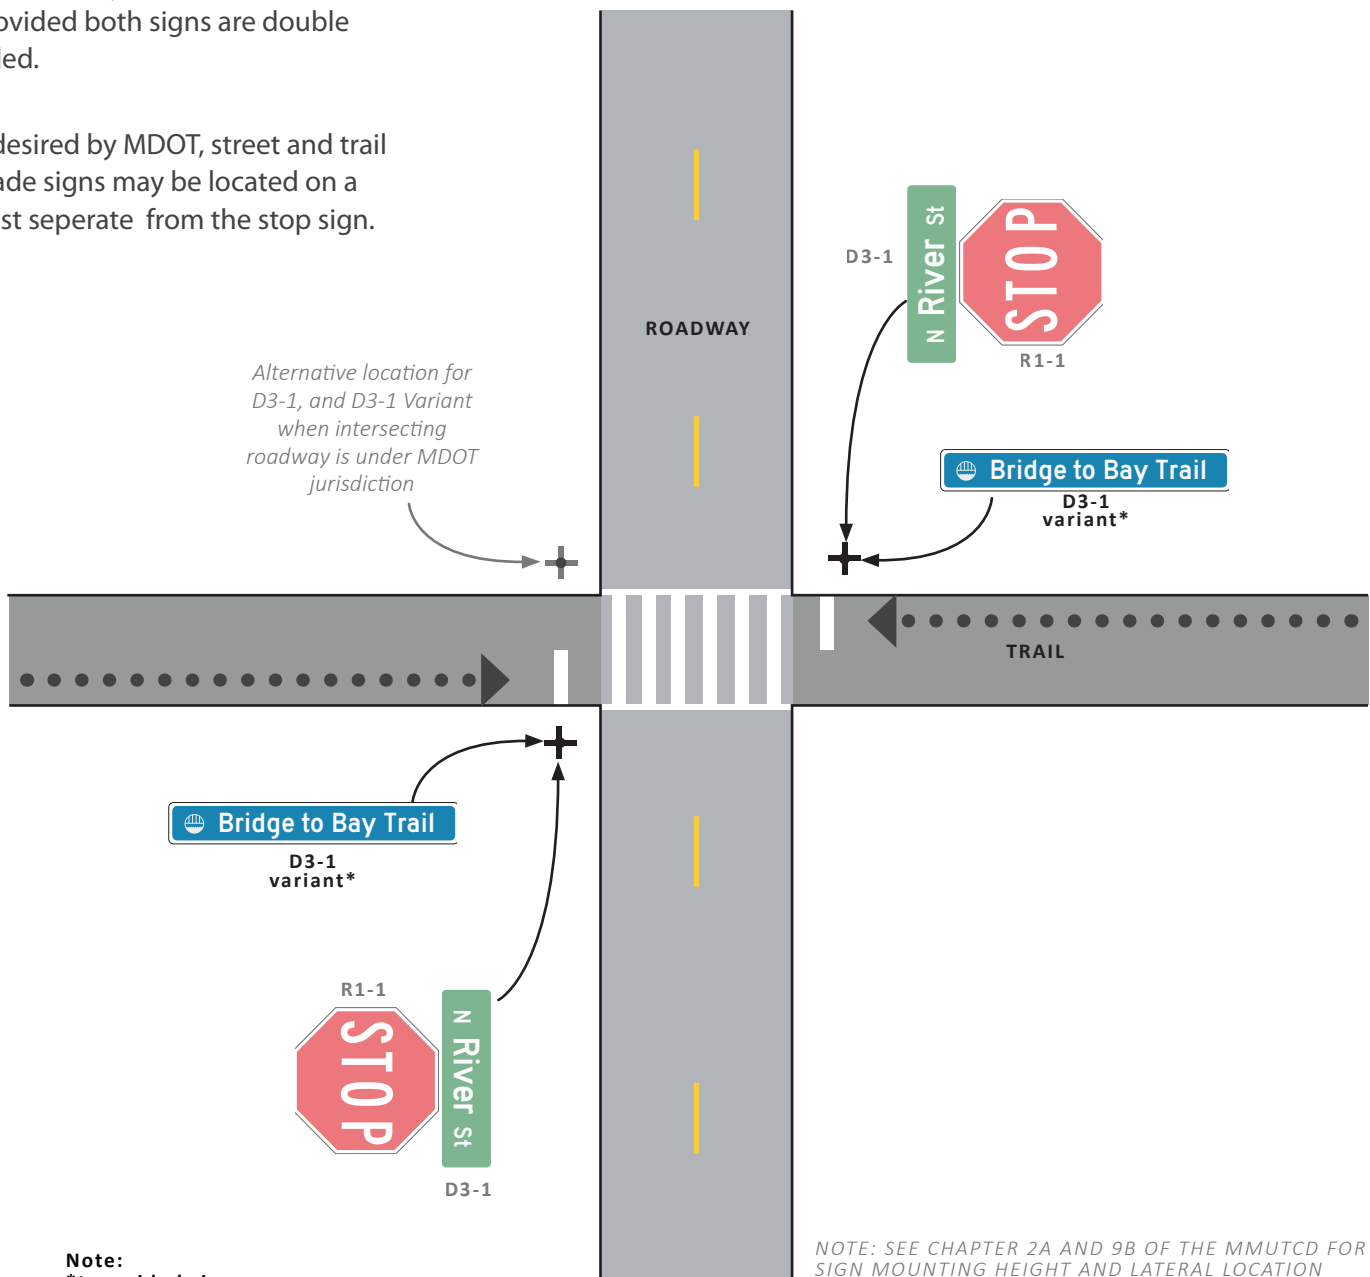 ovided both signs are double
led.
desired by MDOT, street and trail
ade signs may be located on a
st seperate from the stop sign.
D3-1
N River St
STOP
R1-1
ROADWAY
Alternative location for
D3-1, and D3-1 Variant
when intersecting
roadway is under MDOT
jurisdiction
Bridge to Bay Trail
D3-1
variant*
TRAIL
Bridge to Bay Trail
D3-1
variant*
R1-1
STOP
N River St
D3-1
Note:
NOTE: SEE CHAPTER 2A AND 9B OF THE MMUTCD FOR
SIGN MOUNTING HEIGHT AND LATERAL LOCATION